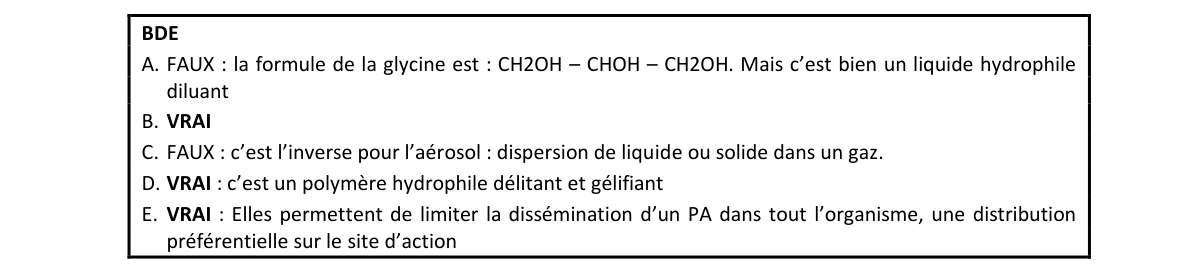 BDE
A. FAUX : la formule de la glycine est : CH2OH – CHOH – CH2OH. Mais c’est bien un liquide hydrophile
diluant
B. VRAI
C. FAUX : c’est l’inverse pour l’aérosol : dispersion de liquide ou solide dans un gaz.
D. VRAI : c’est un polymère hydrophile délitant et gélifiant
E. VRAI : Elles permettent de limiter la dissémination d’un PA dans tout l’organisme, une distribution
préférentielle sur le site d’action